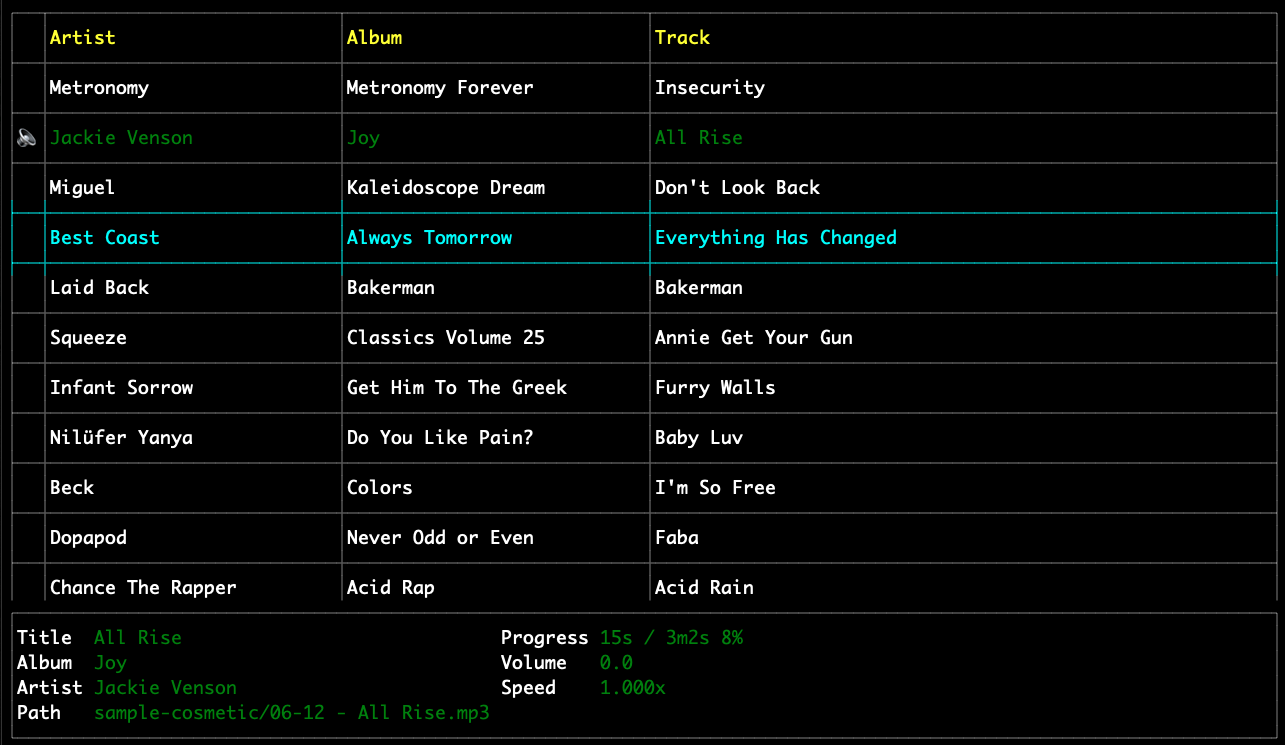 Artist Album Track
Metronomy Metronomy Forever Insecurity
Jackie Venson Joy All Rise
Miguel Kaleidoscope Dream Don't Look Back
Best Coast Always Tomorrow Everything Has Changed
Laid Back Bakerman Bakerman
Squeeze Classics Volume 25 Annie Get Your Gun
Infant Sorrow Get Him To The Greek Furry Walls
Nilüfer Yanya Do You Like Pain? Baby Luv
Beck Colors I'm So Free
Dopapod Never Odd or Even Faba
Chance The Rapper Acid Rap Acid Rain
Title All Rise Progress 15s / 3m2s 8%
Album Joy Volume 0.0
Artist Jackie Venson Speed 1.000x
Path sample-cosmetic/06-12 - All Rise.mp3